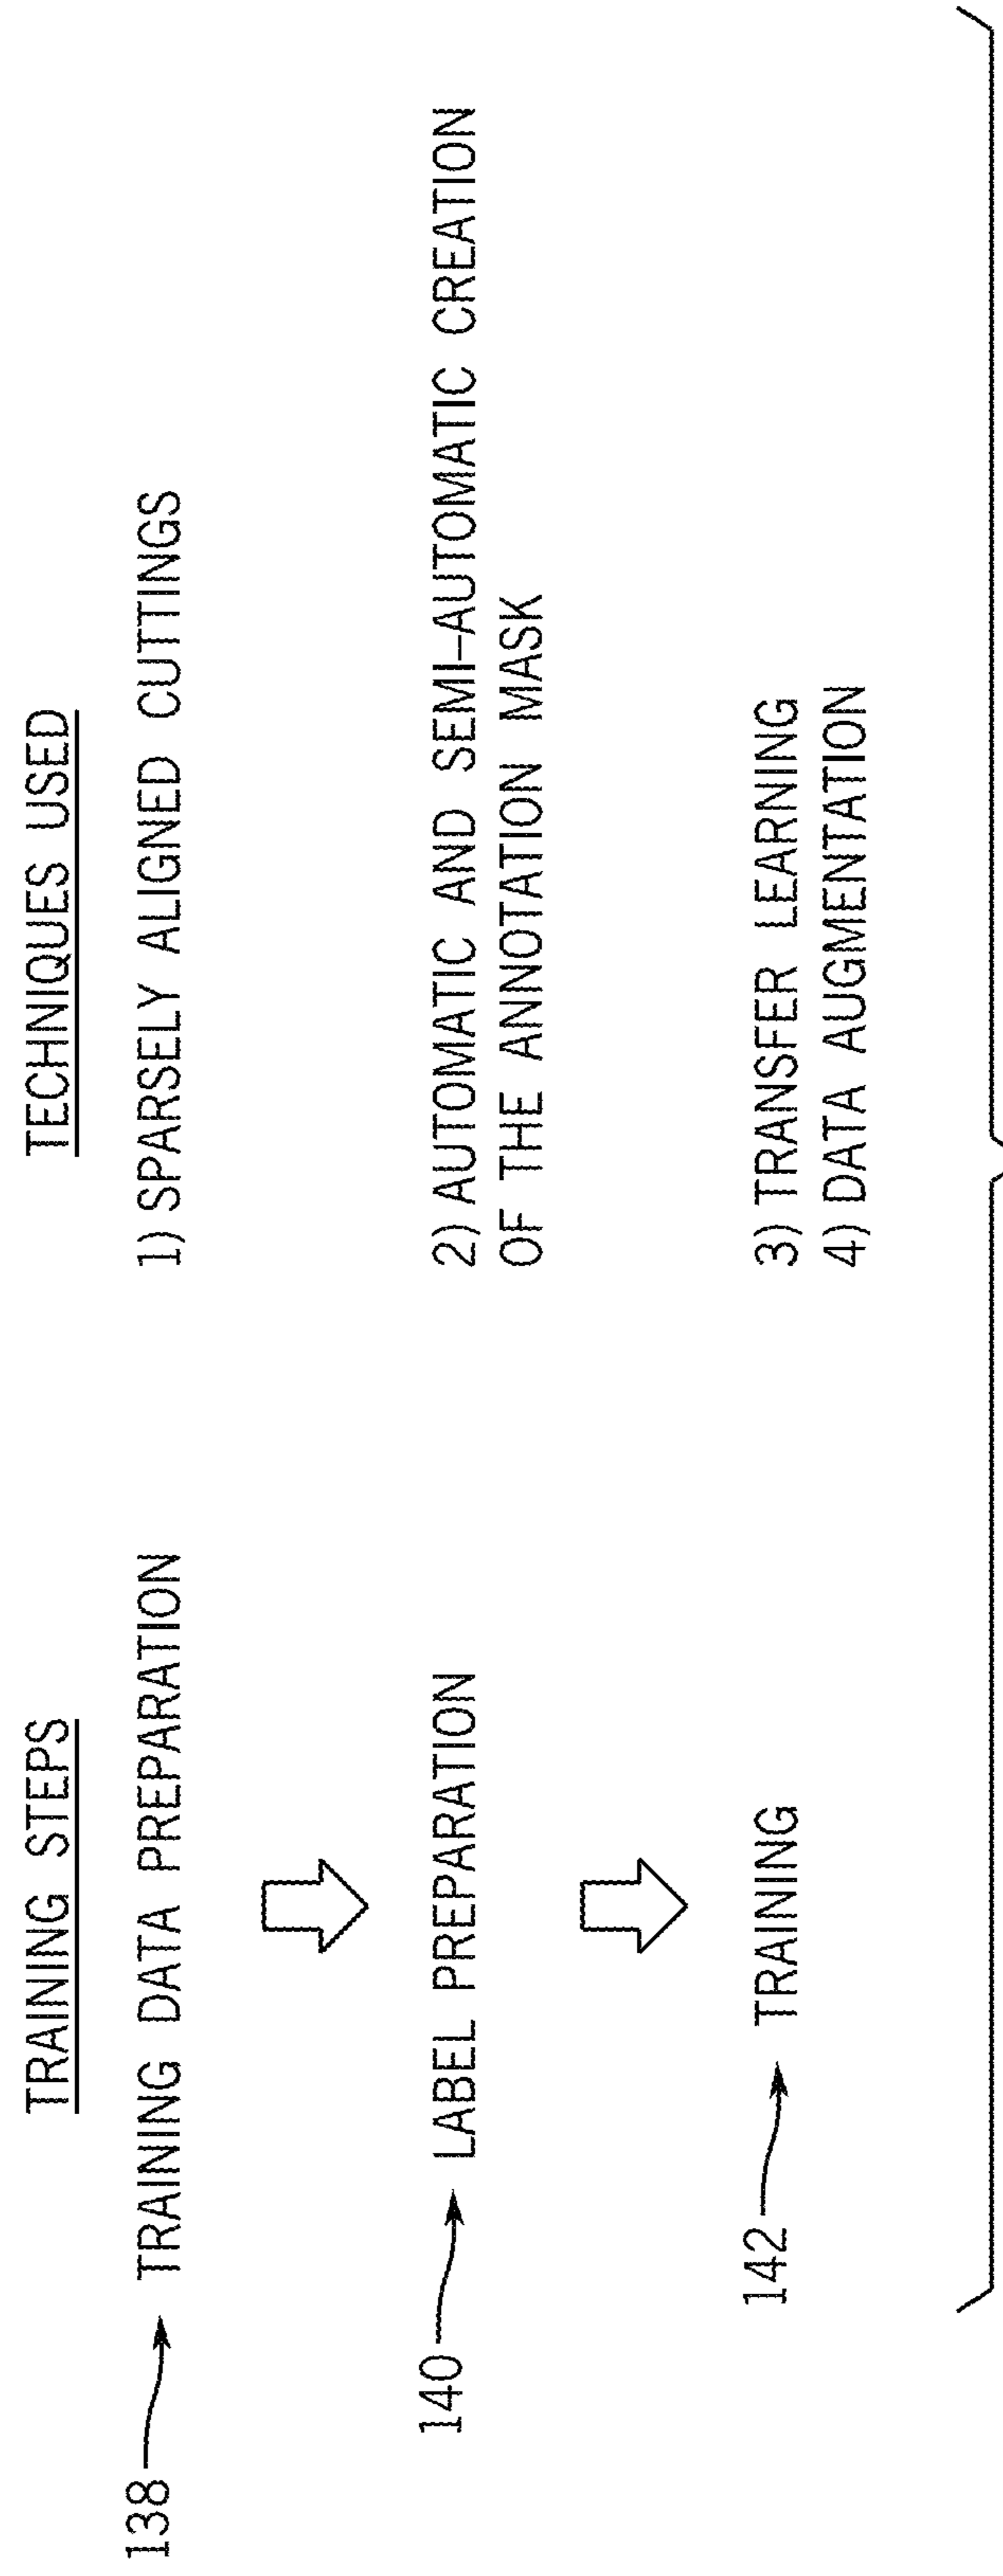 TRAINING STEPS
TECHNIQUES USED
138
TRAINING DATA PREPARATION
1) SPARSELY ALIGNED CUTTINGS
140
LABEL PREPARATION
2) AUTOMATIC AND SEMI-AUTOMATIC CREATION
OF THE ANNOTATION MASK
142
TRAINING
3) TRANSFER LEARNING
4) DATA AUGMENTATION